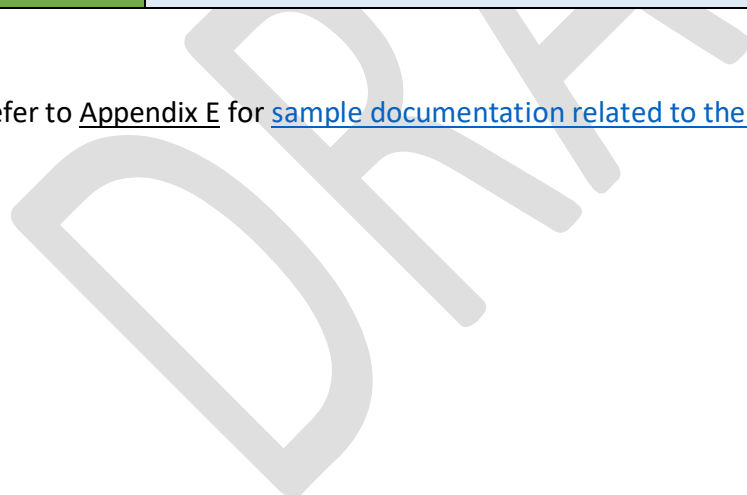 efer to Appendix E for sample documentation related to the
DRA